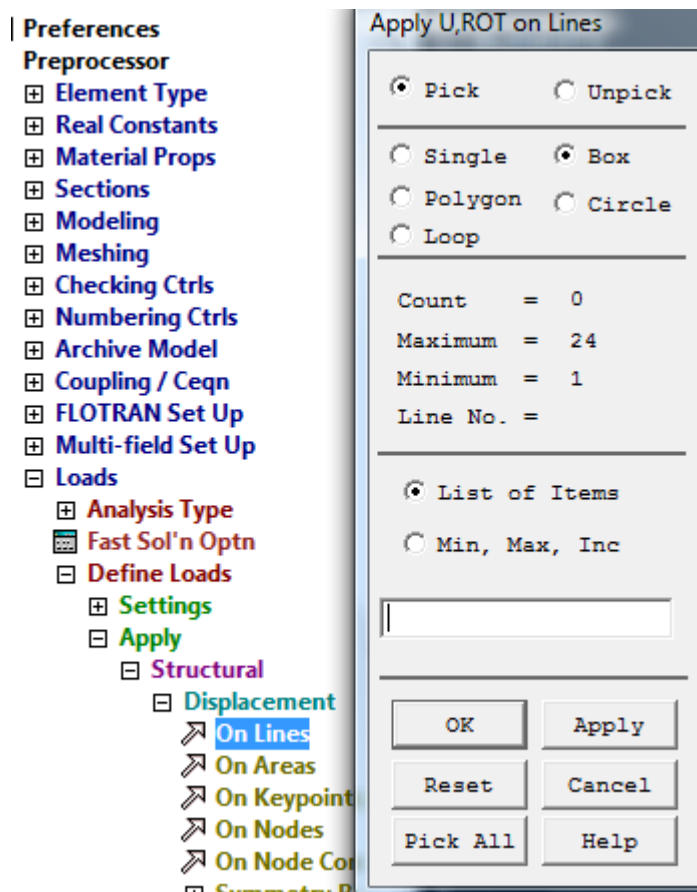 Preferences
Preprocessor
Element Type
Real Constants
Material Props
Sections
Modeling
Meshing
Checking Ctrls
Numbering Ctrls
Archive Model
Coupling / Ceqn
FLOTRAN Set Up
Multi-field Set Up
Loads
Analysis Type
Fast Sol'n Optn
Define Loads
Settings
Apply
Structural
Displacement
On Lines
On Areas
On Keypoint
On Nodes
On Node Co
Apply U,ROT on Lines
Pick Unpick
Single Box
Polygon Circle
Loop
Count = 0
Maximum = 24
Minimum = 1
Line No. =
List of Items
Min, Max, Inc
OK Apply
Reset Cancel
Pick All Help